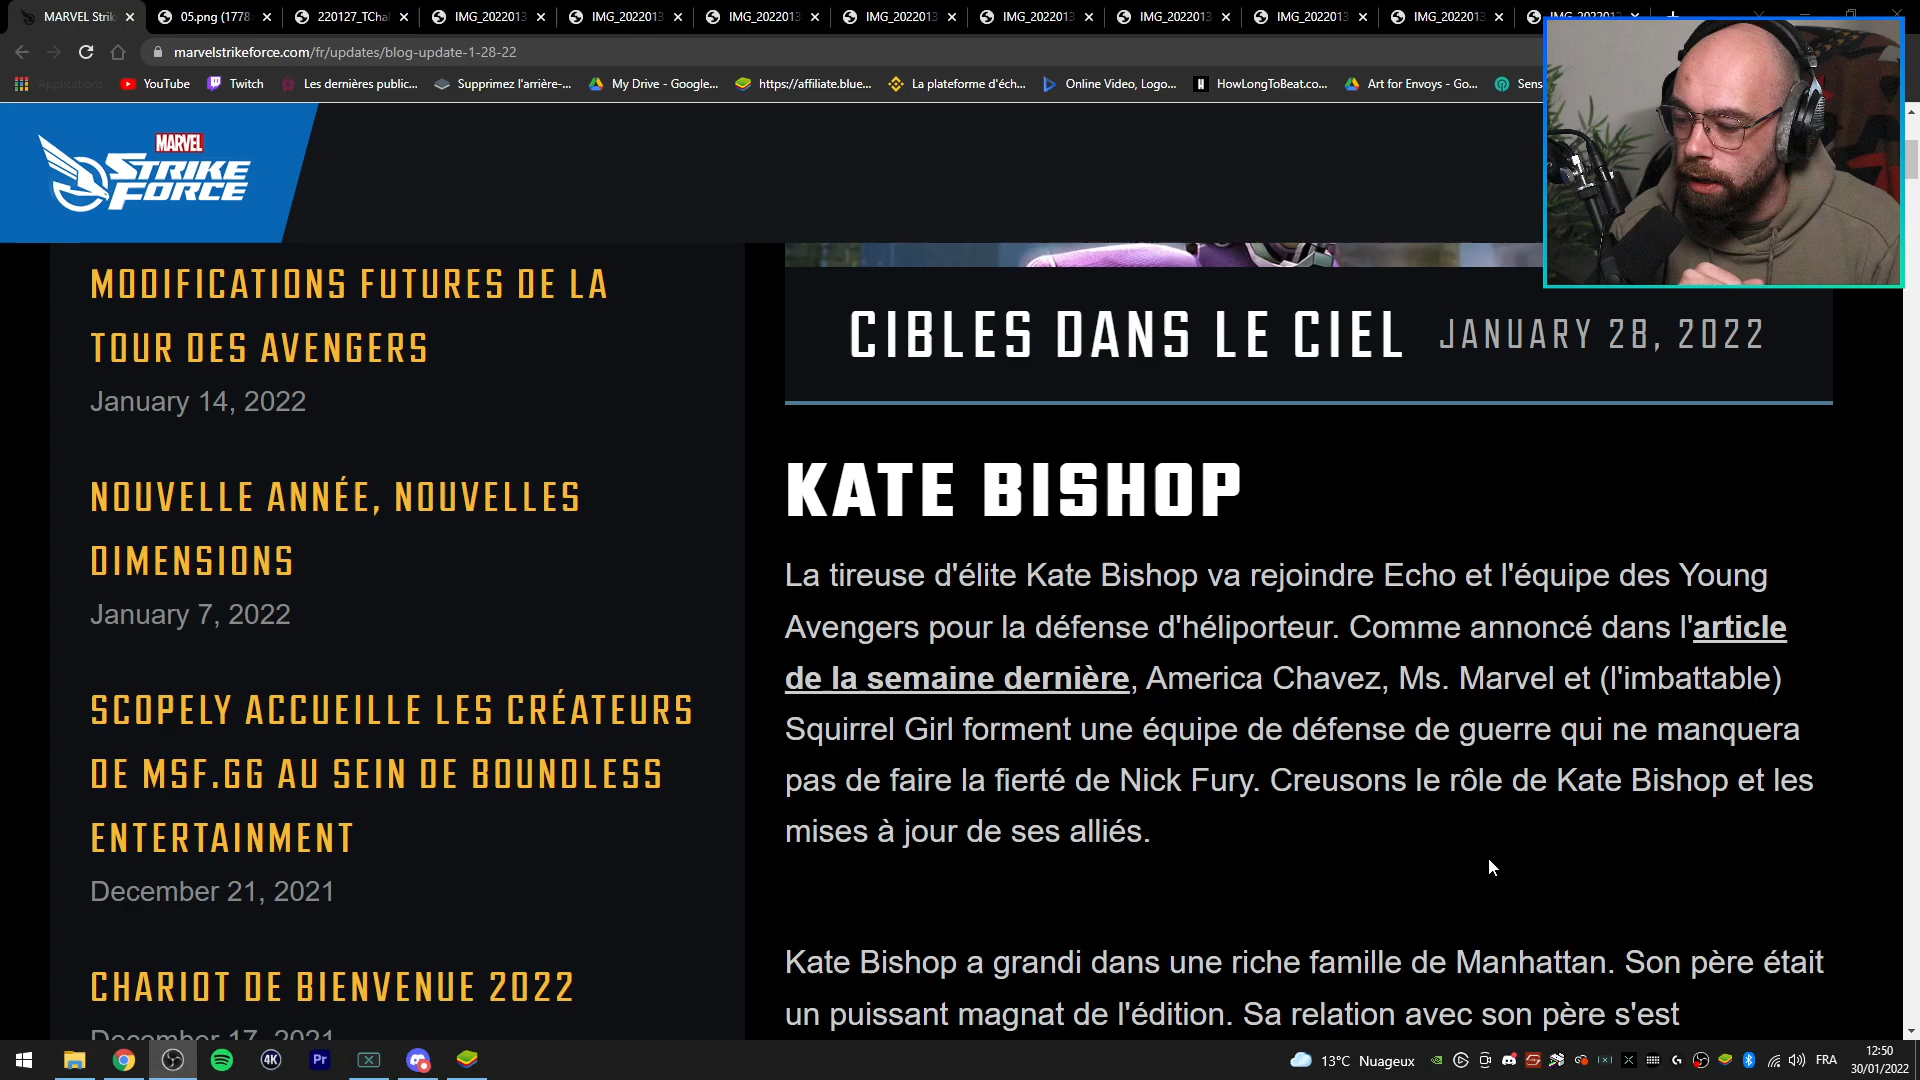 MARVEL Strik
05.png (1778
220127_TChal
IMG_2022013
IMG_2022013
IMG_2022013
IMG_2022013
IMG_2022013
IMG_2022013
IMG_2022013
IMG_2022013
marvelstrikeforce.com/fr/updates/blog-update-1-28-22
Applications
YouTube
Twitch
Les dernières public...
Supprimez l'arrière-...
My Drive - Google...
https://affiliate.blue...
La plateforme d'éch...
Online Video, Logo...
HowLongToBeat.co...
Art for Envoys - Go...
Sens
MARVEL
STRIKE
FORCE
MODIFICATIONS FUTURES DE LA
TOUR DES AVENGERS
January 14, 2022
NOUVELLE ANNÉE, NOUVELLES
DIMENSIONS
January 7, 2022
SCOPELY ACCUEILLE LES CRÉATEURS
DE MSF.GG AU SEIN DE BOUNDLESS
ENTERTAINMENT
December 21, 2021
CHARIOT DE BIENVENUE 2022
December 17, 2021
CIBLES DANS LE CIEL JANUARY 28, 2022
KATE BISHOP
La tireuse d'élite Kate Bishop va rejoindre Echo et l'équipe des Young
Avengers pour la défense d'héliporteur. Comme annoncé dans l'article
de la semaine dernière, America Chavez, Ms. Marvel et (l'imbattable)
Squirrel Girl forment une équipe de défense de guerre qui ne manquera
pas de faire la fierté de Nick Fury. Creusons le rôle de Kate Bishop et les
mises à jour de ses alliés.
Kate Bishop a grandi dans une riche famille de Manhattan. Son père était
un puissant magnat de l'édition. Sa relation avec son père s'est
4K
Pr
13°C Nuageux
FRA
12:50
30/01/2022